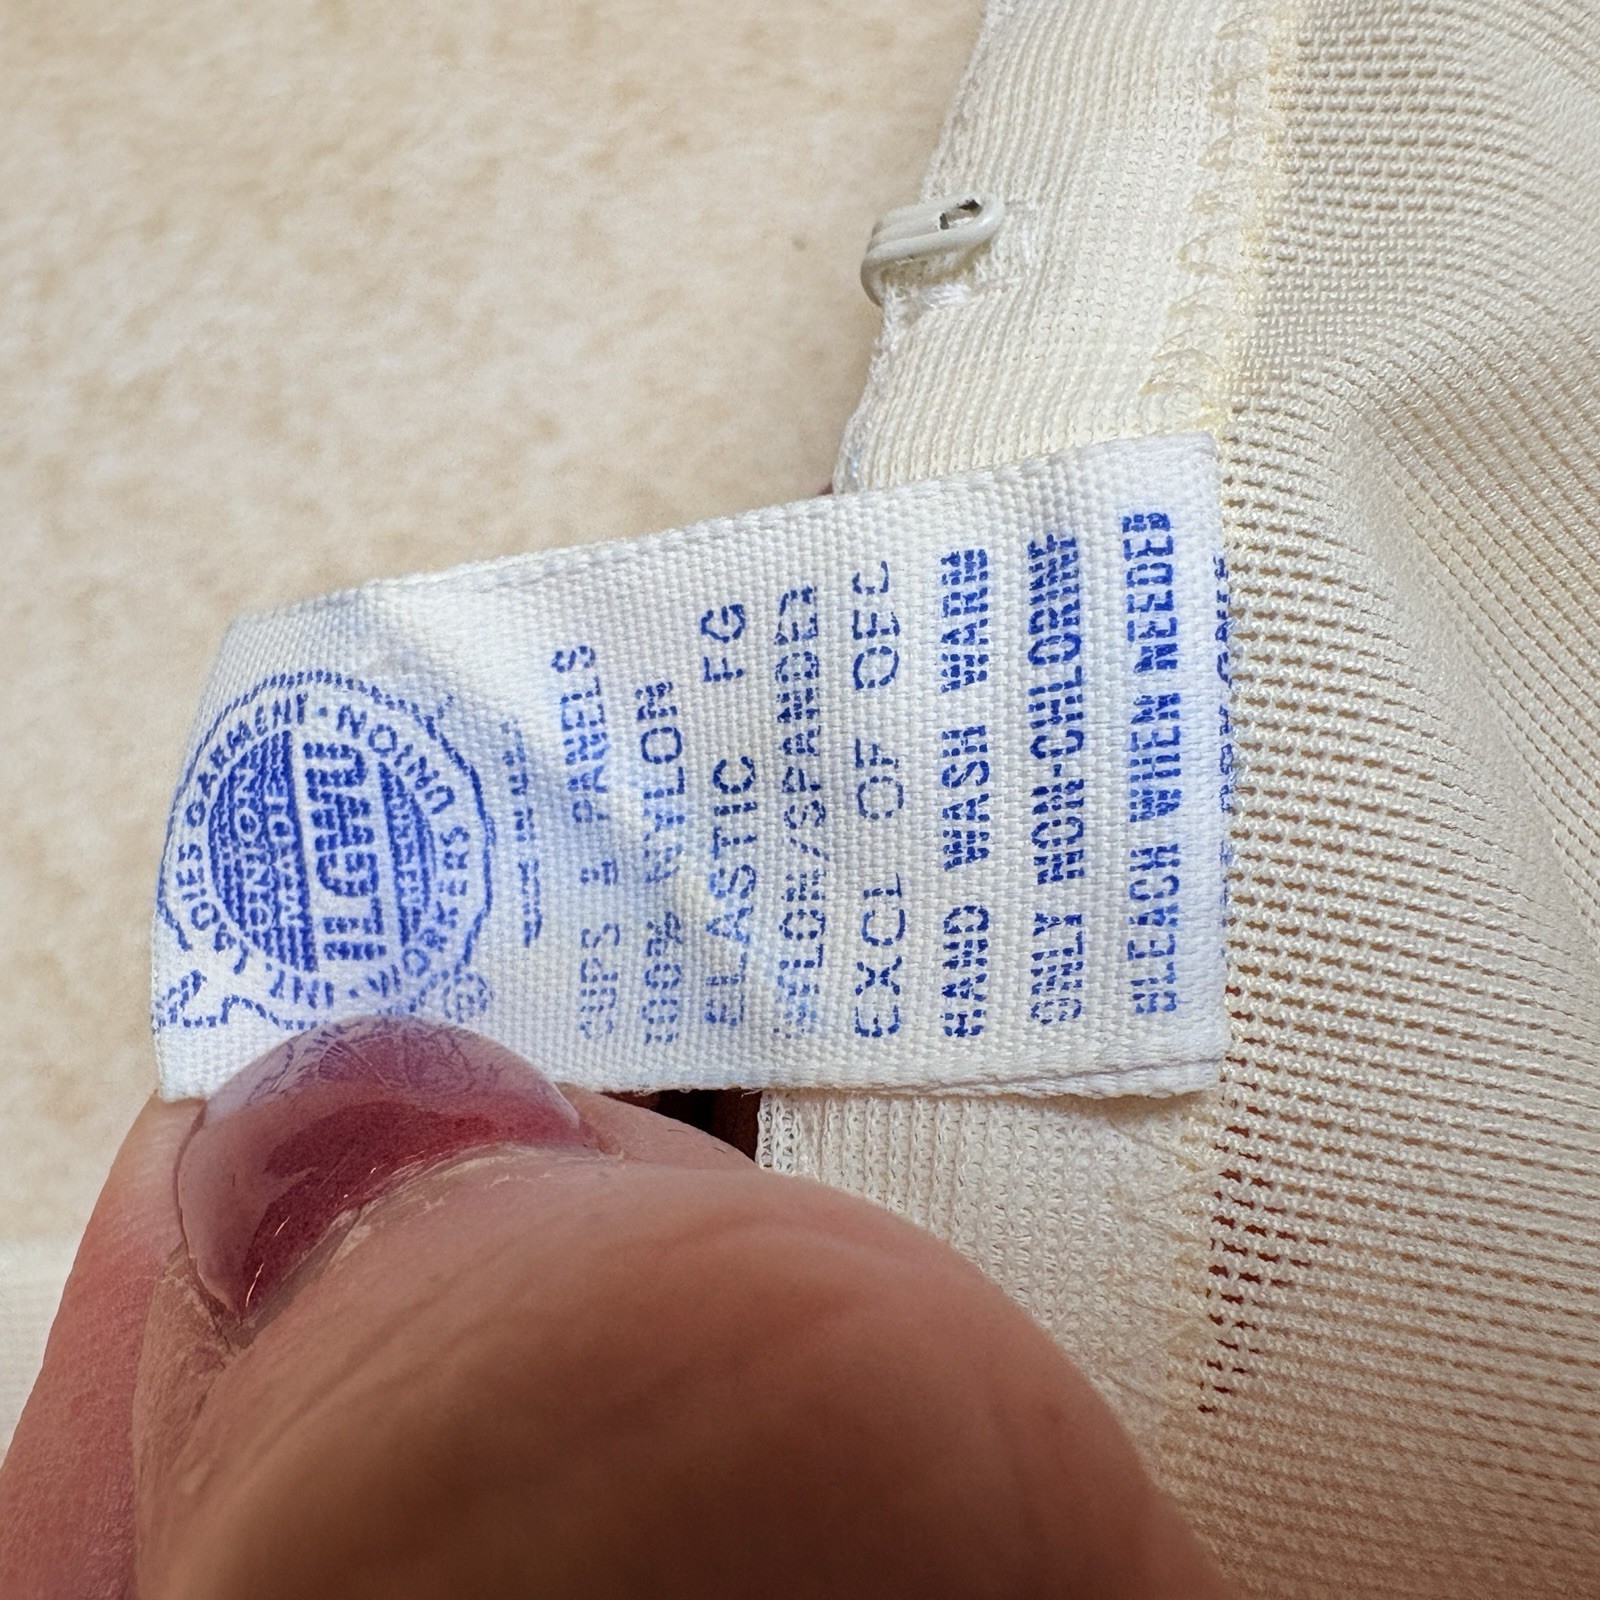 LADIES GARMENT · UNION
WORKERS · INT'L
UNION
MADE
ILGWU
CUPS & PANELS
100% NYLON
ELASTIC FG
NYLON/SPANDEX
EXCL OF DEC
HAND WASH WARM
ONLY NON-CHLORINE
BLEACH WHEN NEEDED